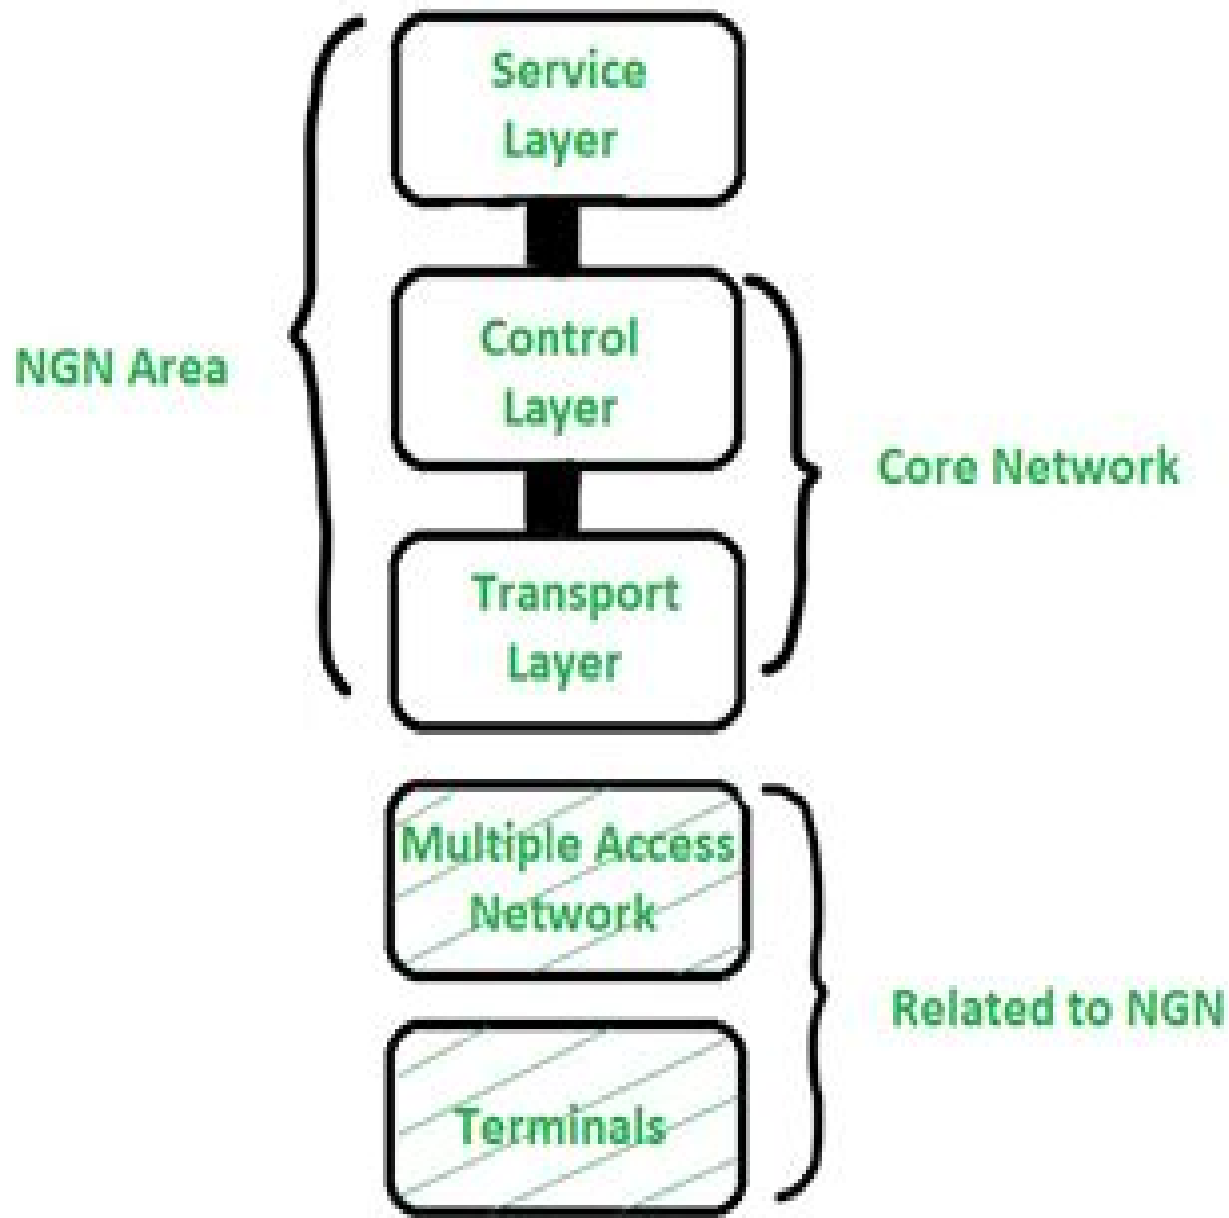 Service
Layer
Control
Layer
NGN Area
Core Network
Transport
Layer
Multiple Access
Network
Related to NGN
Terminals